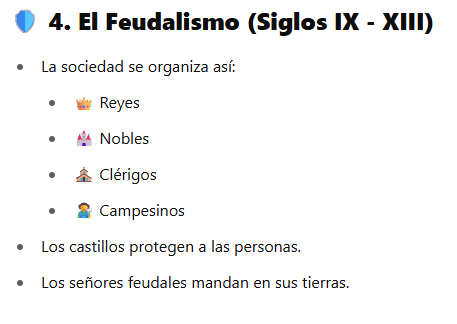 4. El Feudalismo (Siglos IX - XIII)
La sociedad se organiza así:
Reyes
Nobles
Clérigos
Campesinos
Los castillos protegen a las personas.
Los señores feudales mandan en sus tierras.